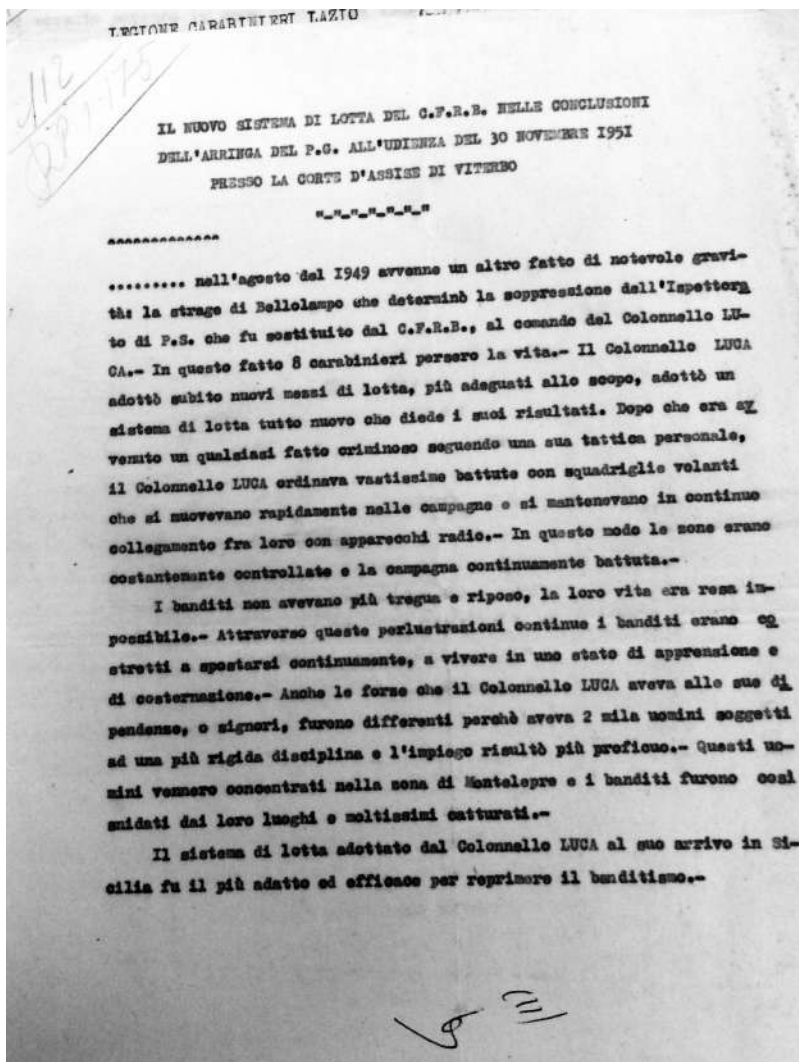 LEGIONE CARABINIERI LAZIO
112
IL NUOVO SISTEMA DI LOTTA DEL C.F.R.B. NELLE CONCLUSIONI
DELL'ARRINGA DEL P.G. ALL'UDIENZA DEL 30 NOVEMBRE I95I
PRESSO LA CORTE D'ASSISE DI VITERBO
"-"-"-"-"-"-"
^^^^^^^^^^^^^
......... nell'agosto del I949 avvenne un altro fatto di notevole gravi-
tà: la strage di Bellolampo che determinò la soppressione dell'Ispettora
to di P.S. che fu sostituito dal C.F.R.B., al comando del Colonnello LU-
CA.- In questo fatto 8 carabinieri persero la vita.- Il Colonnello LUCA
adottò subito nuovi mezzi di lotta, più adeguati allo scopo, adottò un
sistema di lotta tutto nuovo che diede i suoi risultati. Dopo che era av
venuto un qualsiasi fatto criminoso seguendo una sua tattica personale,
il Colonnello LUCA ordinava vastissime battute con squadriglie volanti
che si muovevano rapidamente nelle campagne e si mantenevano in continuo
collegamento fra loro con apparecchi radio.- In questo modo le zone erano
costantemente controllate e la campagna continuamente battuta.-
I banditi non avevano più tregua e riposo, la loro vita era resa im-
possibile.- Attraverso queste perlustrazioni continue i banditi erano co
stretti a spostarsi continuamente, a vivere in uno stato di apprensione e
di costernazione.- Anche le forze che il Colonnello LUCA aveva alle sue di
pendenze, o signori, furono differenti perchè aveva 2 mila uomini soggetti
ad una più rigida disciplina e l'impiego risultò più proficuo.- Questi uo-
mini vennero concentrati nella zona di Montelepre e i banditi furono così
snidati dai loro luoghi e moltissimi catturati.-
Il sistema di lotta adottato dal Colonnello LUCA al suo arrivo in Si-
cilia fu il più adatto ed efficace per reprimere il banditismo.-
(11)